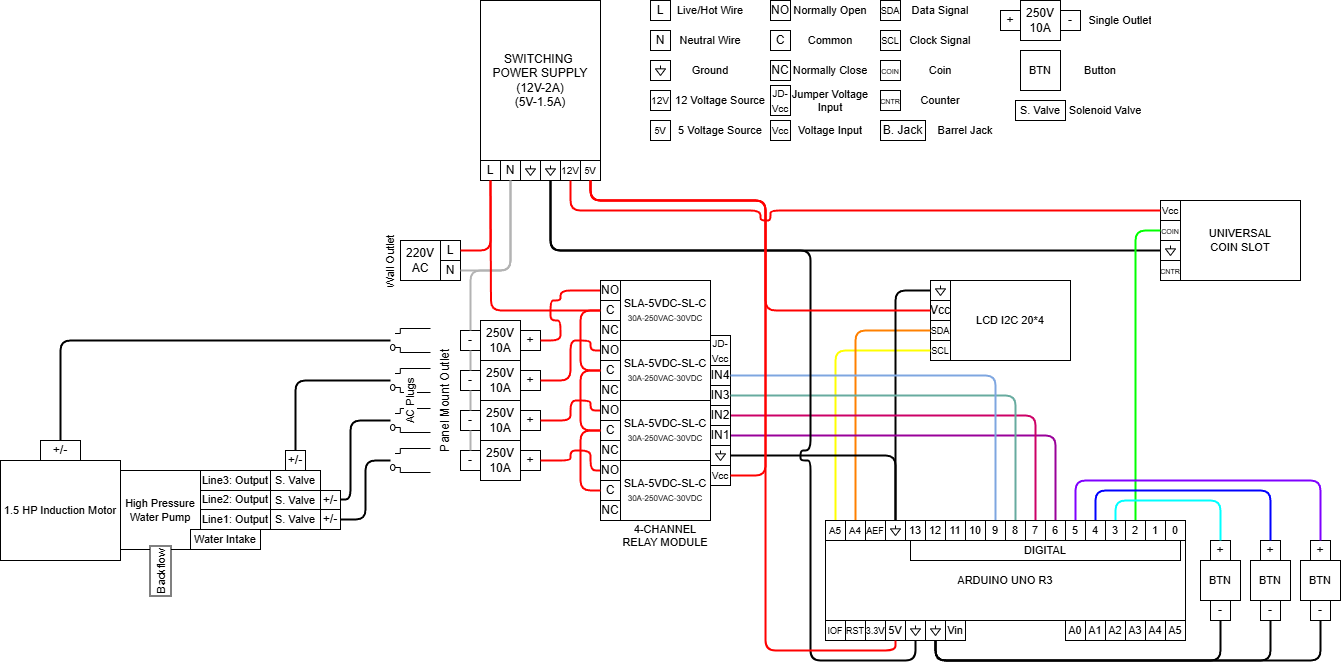 SWITCHING
POWER SUPPLY
(12V-2A)
(5V-1.5A)
L
N
12V
5V
L
Live/Hot Wire
N
Neutral Wire
Ground
12V
12 Voltage Source
5V
5 Voltage Source
NO
Normally Open
C
Common
NC
Normally Close
JD-
Vcc
Jumper Voltage
Input
Vcc
Voltage Input
SDA
Data Signal
SCL
Clock Signal
COIN
Coin
CNTR
Counter
B. Jack
Barrel Jack
+
250V
10A
-
Single Outlet
BTN
Button
S. Valve
Solenoid Valve
Wall Outlet
220V
AC
L
N
Vcc
COIN
CNTR
UNIVERSAL
COIN SLOT
Vcc
SDA
SCL
LCD I2C 20*4
NO
C
NC
SLA-5VDC-SL-C
30A-250VAC-30VDC
NO
C
NC
SLA-5VDC-SL-C
30A-250VAC-30VDC
NO
C
NC
SLA-5VDC-SL-C
30A-250VAC-30VDC
NO
C
NC
SLA-5VDC-SL-C
30A-250VAC-30VDC
JD-
Vcc
IN4
IN3
IN2
IN1
Vcc
4-CHANNEL
RELAY MODULE
-
250V
10A
+
-
250V
10A
+
-
250V
10A
+
-
250V
10A
+
Panel Mount Outlet
AC Plugs
+/-
1.5 HP Induction Motor
High Pressure
Water Pump
+/-
Line3: Output
S. Valve
Line2: Output
S. Valve
+/-
Line1: Output
S. Valve
+/-
Water Intake
Backflow
A5
A4
AEF
13
12
11
10
9
8
7
6
5
4
3
2
1
0
DIGITAL
ARDUINO UNO R3
IOF
RST
3.3V
5V
Vin
A0
A1
A2
A3
A4
A5
+
BTN
-
+
BTN
-
+
BTN
-